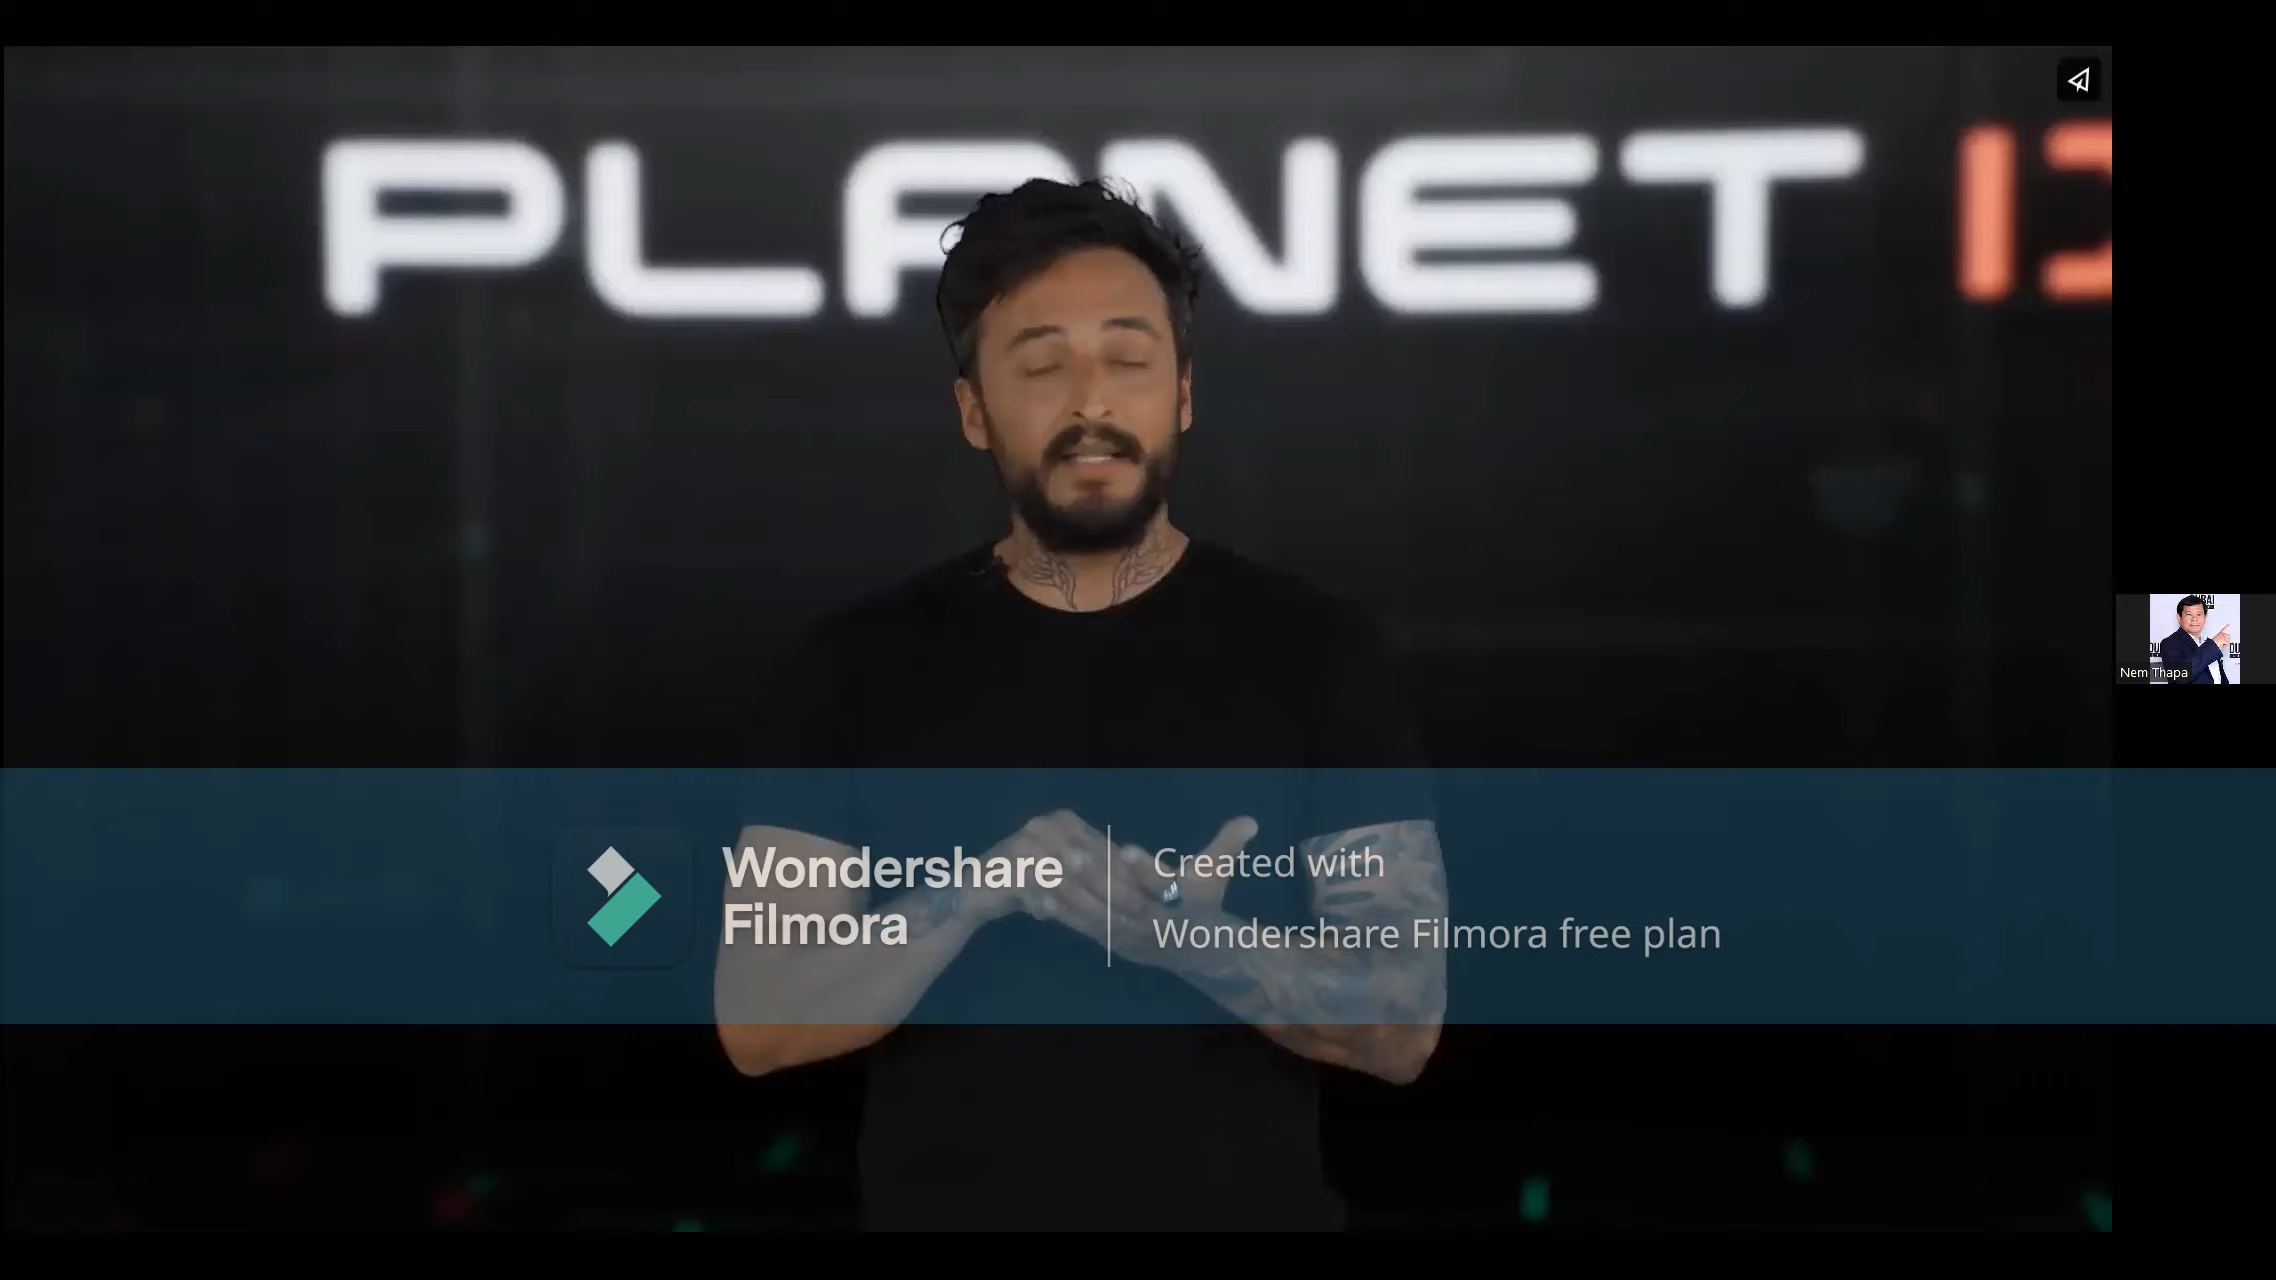 PLANET
Wondershare
Filmora
Created with
Wondershare Filmora free plan
Nem Thapa